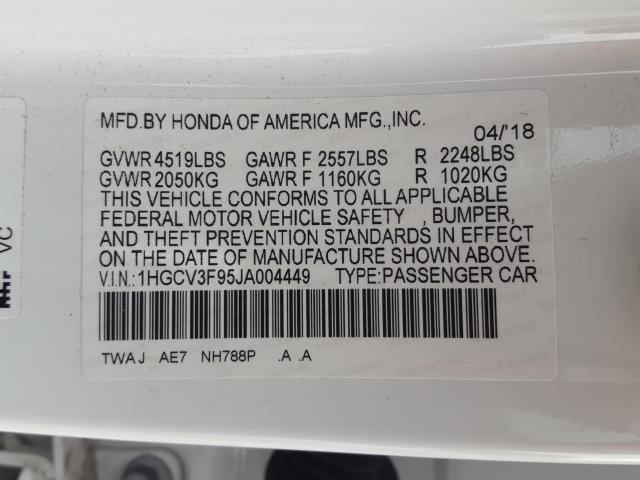 MFD.BY HONDA OF AMERICA MFG.,INC. 04/'18
GVWR 4519LBS GAWR F 2557LBS R 2248LBS
GVWR 2050KG GAWR F 1160KG R 1020KG
THIS VEHICLE CONFORMS TO ALL APPLICABLE
FEDERAL MOTOR VEHICLE SAFETY , BUMPER,
AND THEFT PREVENTION STANDARDS IN EFFECT
ON THE DATE OF MANUFACTURE SHOWN ABOVE.
V.I.N.:1HGCV3F95JA004449 TYPE:PASSENGER CAR
TWAJ AE7 NH788P .A .A
VC